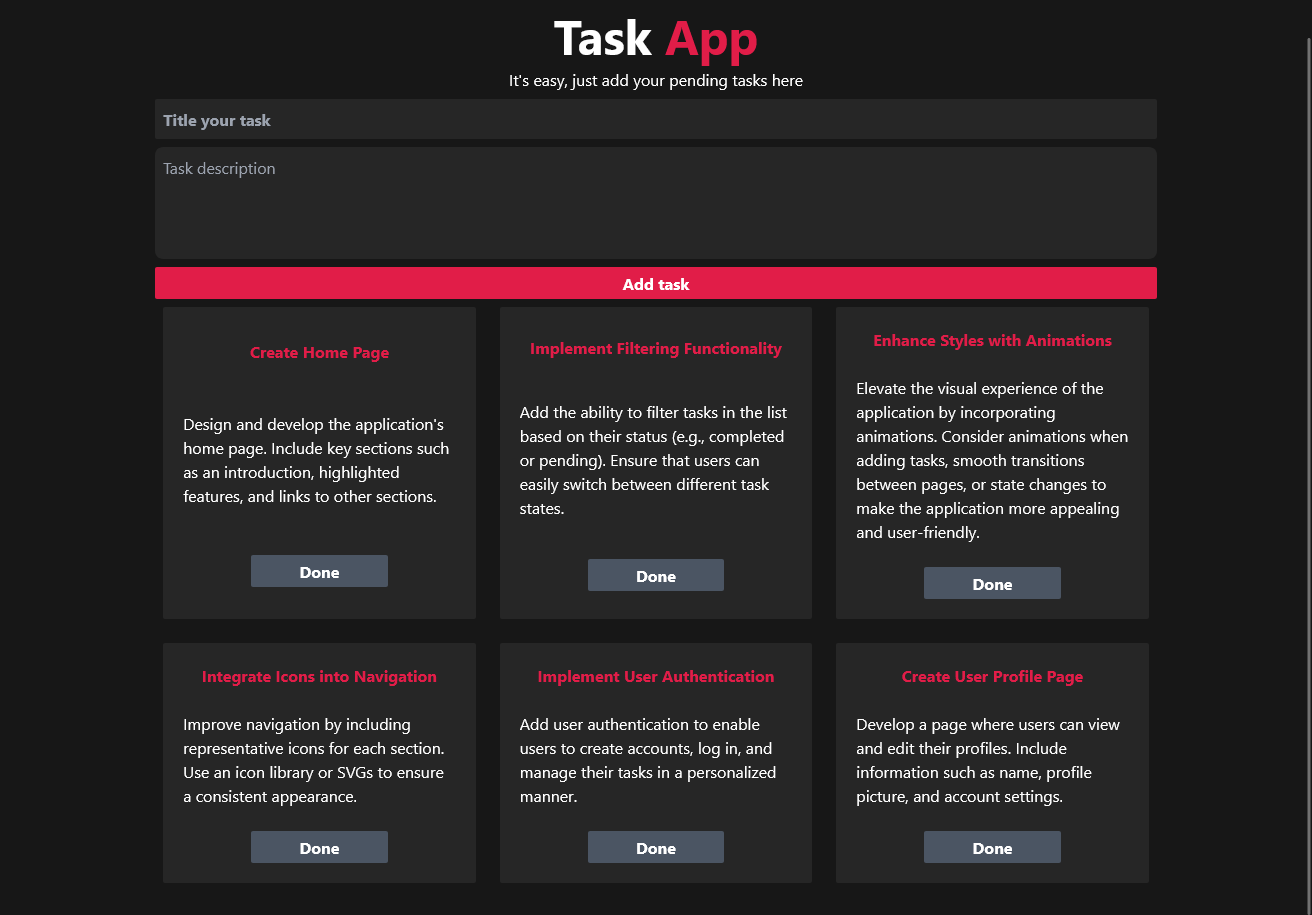 Task App
It's easy, just add your pending tasks here
Title your task
Task description
Add task
Create Home Page
Design and develop the application's
home page. Include key sections such
as an introduction, highlighted
features, and links to other sections.
Done
Implement Filtering Functionality
Add the ability to filter tasks in the list
based on their status (e.g., completed
or pending). Ensure that users can
easily switch between different task
states.
Done
Enhance Styles with Animations
Elevate the visual experience of the
application by incorporating
animations. Consider animations when
adding tasks, smooth transitions
between pages, or state changes to
make the application more appealing
and user-friendly.
Done
Integrate Icons into Navigation
Improve navigation by including
representative icons for each section.
Use an icon library or SVGs to ensure
a consistent appearance.
Done
Implement User Authentication
Add user authentication to enable
users to create accounts, log in, and
manage their tasks in a personalized
manner.
Done
Create User Profile Page
Develop a page where users can view
and edit their profiles. Include
information such as name, profile
picture, and account settings.
Done